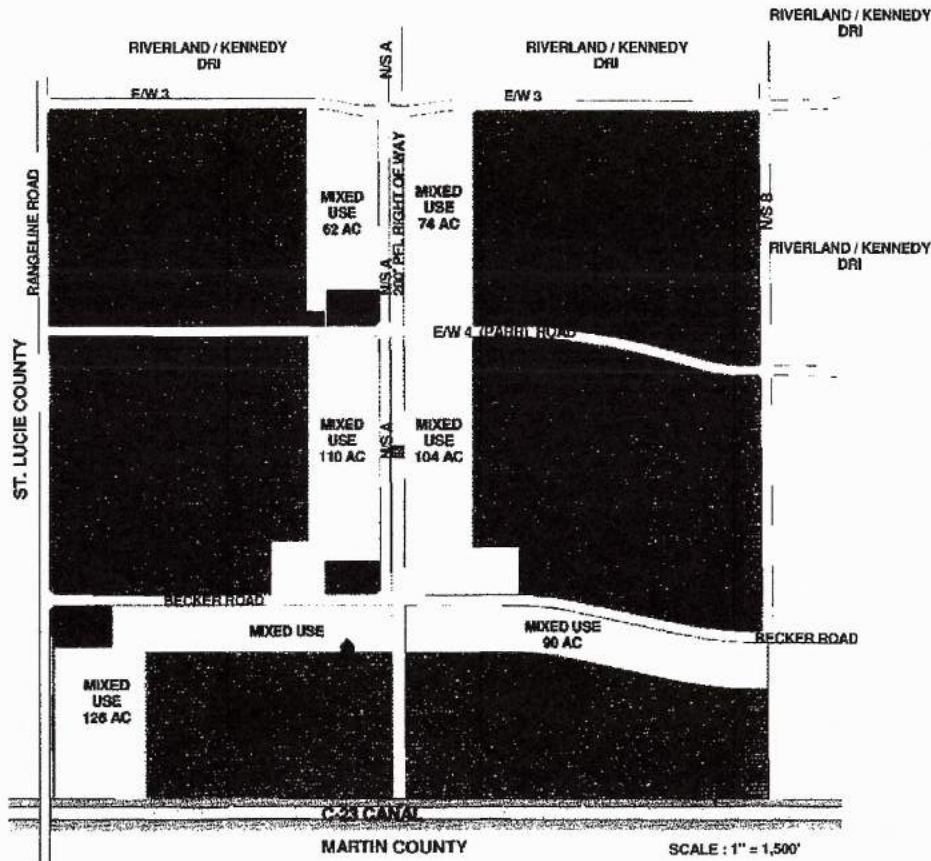 RIVERLAND / KENNEDY
DRI
RIVERLAND / KENNEDY
DRI
RIVERLAND / KENNEDY
DRI
N/S A
E/W 3
E/W 3
RANGELINE ROAD
MIXED
USE
62 AC
200' FPL RIGHT OF WAY
MIXED
USE
74 AC
N/S B
RIVERLAND / KENNEDY
DRI
N/S A
E/W 4 (PARR) ROAD
ST. LUCIE COUNTY
MIXED
USE
110 AC
N/S A
MIXED
USE
104 AC
BECKER ROAD
MIXED USE
MIXED USE
90 AC
BECKER ROAD
MIXED
USE
126 AC
C-23 CANAL
MARTIN COUNTY
SCALE : 1" = 1,500'